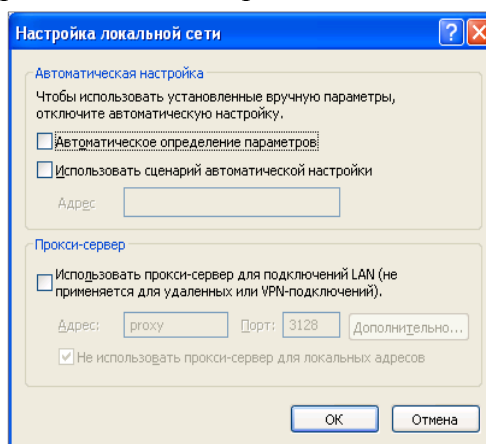 Настройка локальной сети
Автоматическая настройка
Чтобы использовать установленные вручную параметры,
отключите автоматическую настройку.
Автоматическое определение параметров
Использовать сценарий автоматической настройки
Адрес
Прокси-сервер
Использовать прокси-сервер для подключений LAN (не
применяется для удаленных или VPN-подключений).
Адрес: proxy Порт: 3128 Дополнительно...
Не использовать прокси-сервер для локальных адресов
ОК Отмена